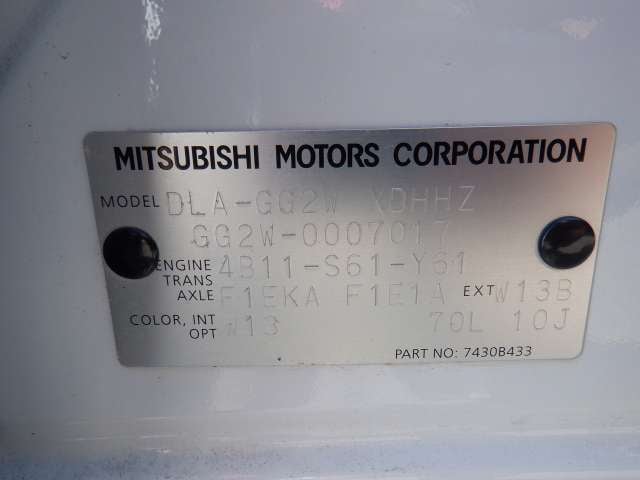 MITSUBISHI MOTORS CORPORATION
MODEL DLA-GG2W XDHHZ
GG2W-0007017
ENGINE 4B11-S61-Y61
TRANS
AXLE F1EKA F1E1A EXT W13B
COLOR, INT W13 70L 10J
OPT
PART NO: 7430B433